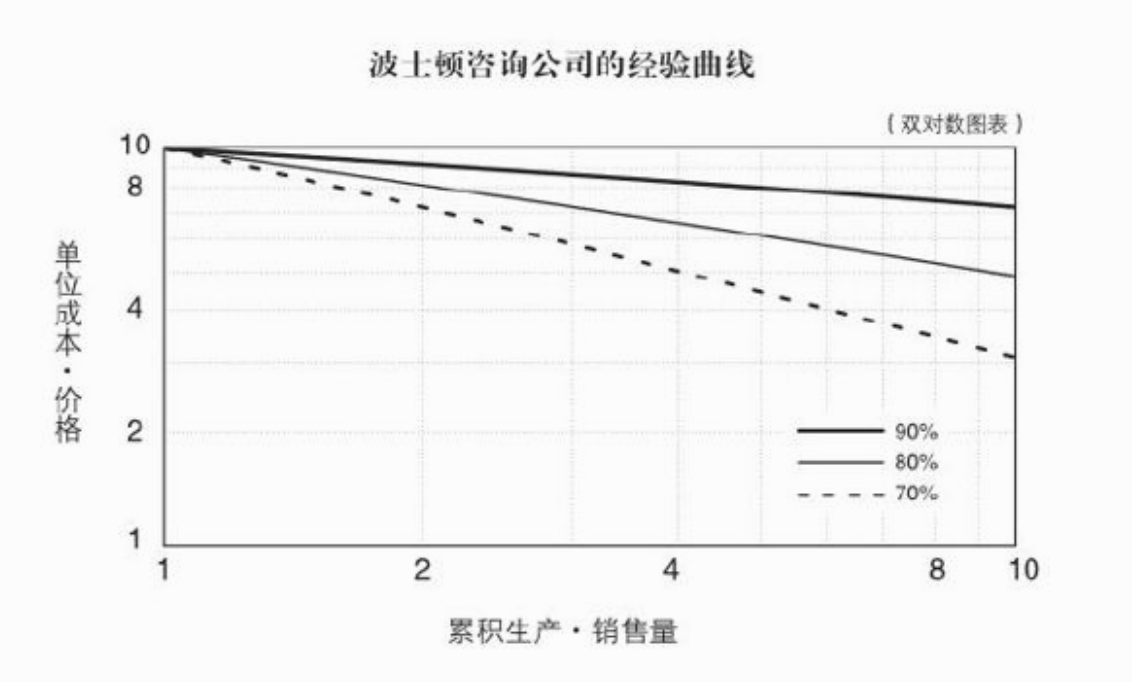 波士顿咨询公司的经验曲线
（双对数图表）
10
8
4
2
1
单位成本·价格
90%
80%
70%
1 2 4 8 10
累积生产·销售量